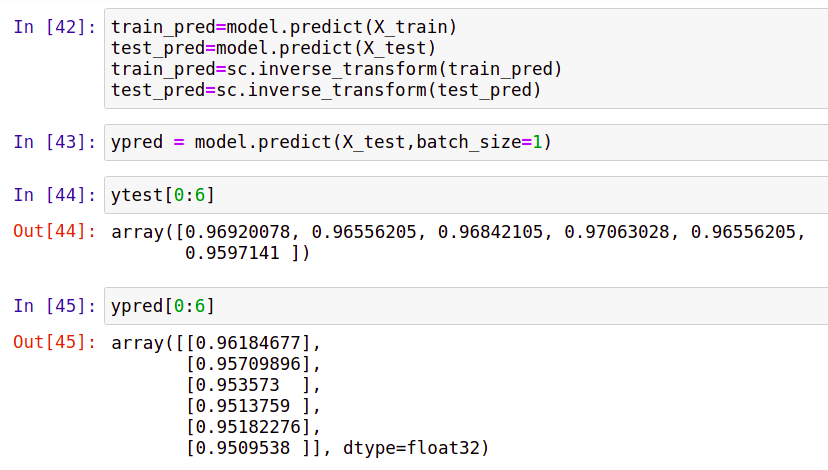 In [42]: train_pred=model.predict(X_train)
test_pred=model.predict(X_test)
train_pred=sc.inverse_transform(train_pred)
test_pred=sc.inverse_transform(test_pred)
In [43]: ypred = model.predict(X_test,batch_size=1)
In [44]: ytest[0:6]
Out[44]: array([0.96920078, 0.96556205, 0.96842105, 0.97063028, 0.96556205,
0.9597141 ])
In [45]: ypred[0:6]
Out[45]: array([[0.96184677],
[0.95709896],
[0.953573  ],
[0.9513759 ],
[0.95182276],
[0.9509538 ]], dtype=float32)